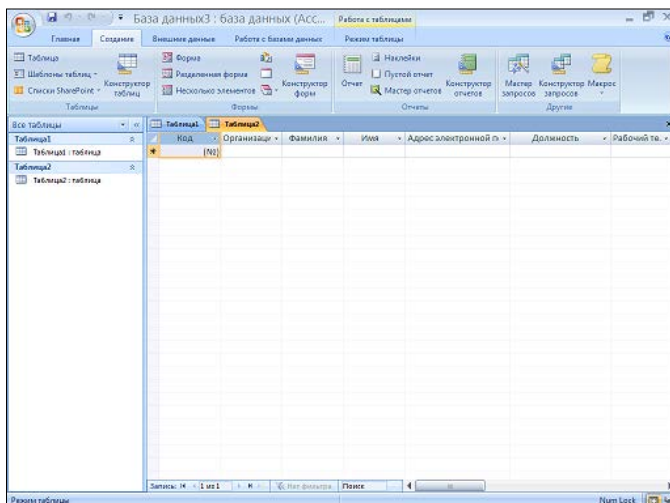 База данных3 : база данных (Acc...
Работа с таблицами
Главная Создание Внешние данные Работа с базами данных Режим таблицы
Таблица
Шаблоны таблиц
Списки SharePoint
Конструктор таблиц
Таблицы
Форма
Разделенная форма
Несколько элементов
Конструктор форм
Формы
Отчет
Наклейки
Пустой отчет
Мастер отчетов
Конструктор отчетов
Отчеты
Мастер запросов
Конструктор запросов
Макрос
Другие
Все таблицы
Таблица1
Таблица1 : таблица
Таблица2
Таблица2 : таблица
Таблица1 Таблица2
Код Организаци Фамилия Имя Адрес электронной п Должность Рабочий те.
(№)
Запись: 1 из 1 Нет фильтра Поиск
Режим таблицы
Num Lock